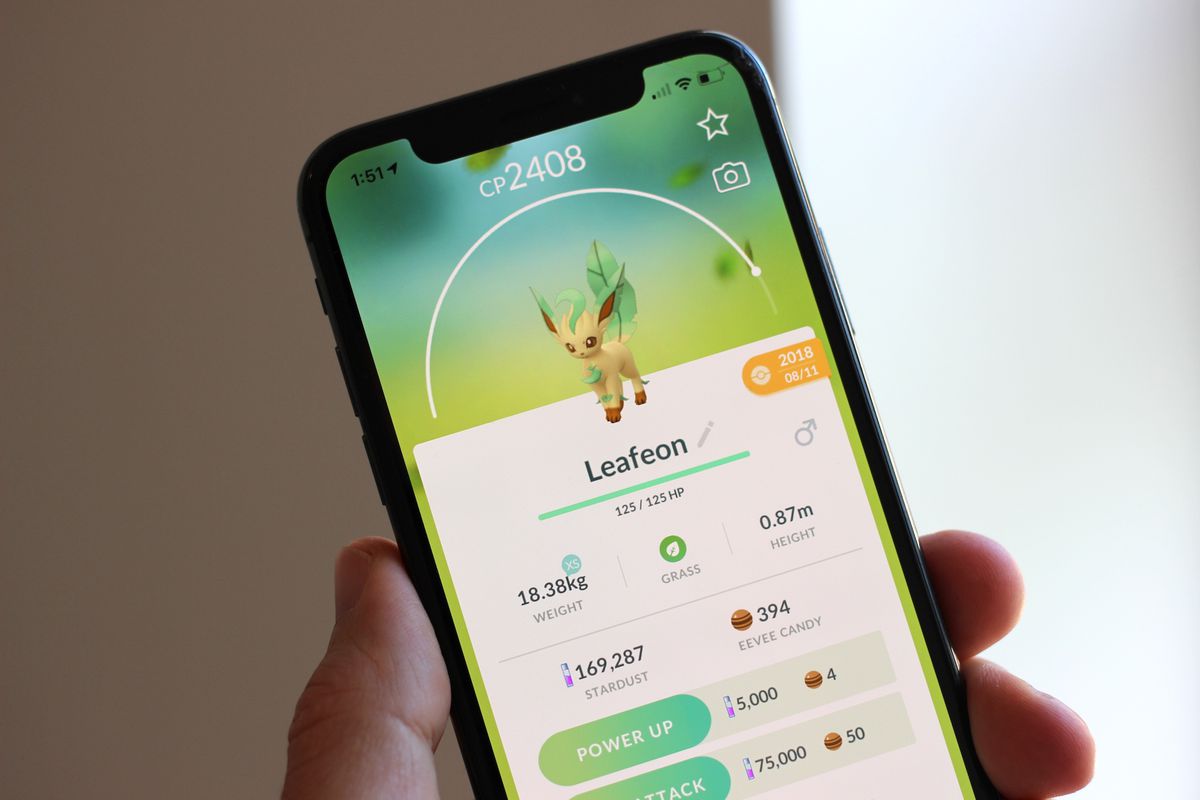 1:51
CP2408
2018
08/11
Leafeon
125 / 125 HP
XS
18.38kg
WEIGHT
GRASS
0.87m
HEIGHT
169,287
STARDUST
394
EEVEE CANDY
POWER UP
5,000
4
ATTACK
75,000
50